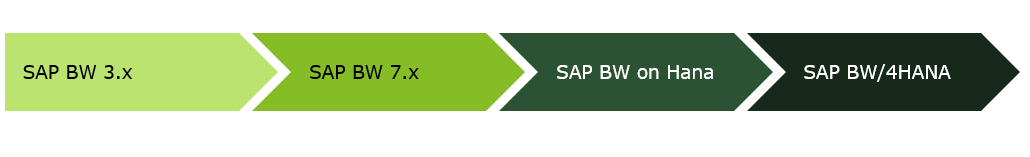 SAP BW 3.x
SAP BW 7.x
SAP BW on Hana
SAP BW/4HANA